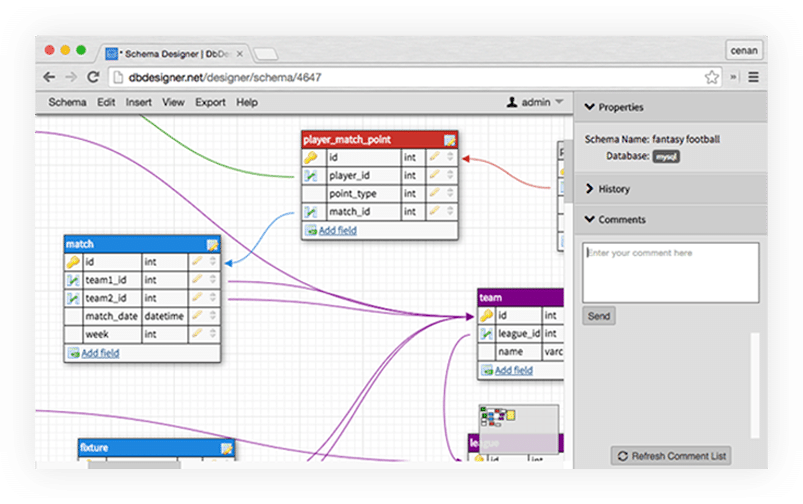 * Schema Designer | DbDe
cenan
dbdesigner.net/designer/schema/4647
Schema Edit Insert View Export Help
admin
player_match_point
id int
player_id int
point_type int
match_id int
Add field
match
id int
team1_id int
team2_id int
match_date datetime
week int
Add field
team
id int
league_id int
name varc
Add field
fixture
league
id int
Properties
Schema Name: fantasy football
Database: mysql
History
Comments
Enter your comment here
Send
Refresh Comment List